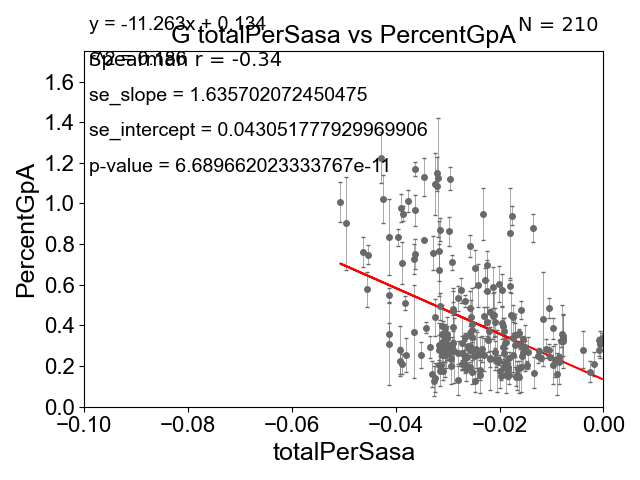 y = -11.263x + 0.134
N = 210
G totalPerSasa vs PercentGpA
Spearman r = -0.34
se_slope = 1.635702072450475
se_intercept = 0.043051777929969906
p-value = 6.689662023333767e-11
PercentGpA
1.6
1.4
1.2
1.0
0.8
0.6
0.4
0.2
0.0
−0.10 −0.08 −0.06 −0.04 −0.02 0.00
totalPerSasa